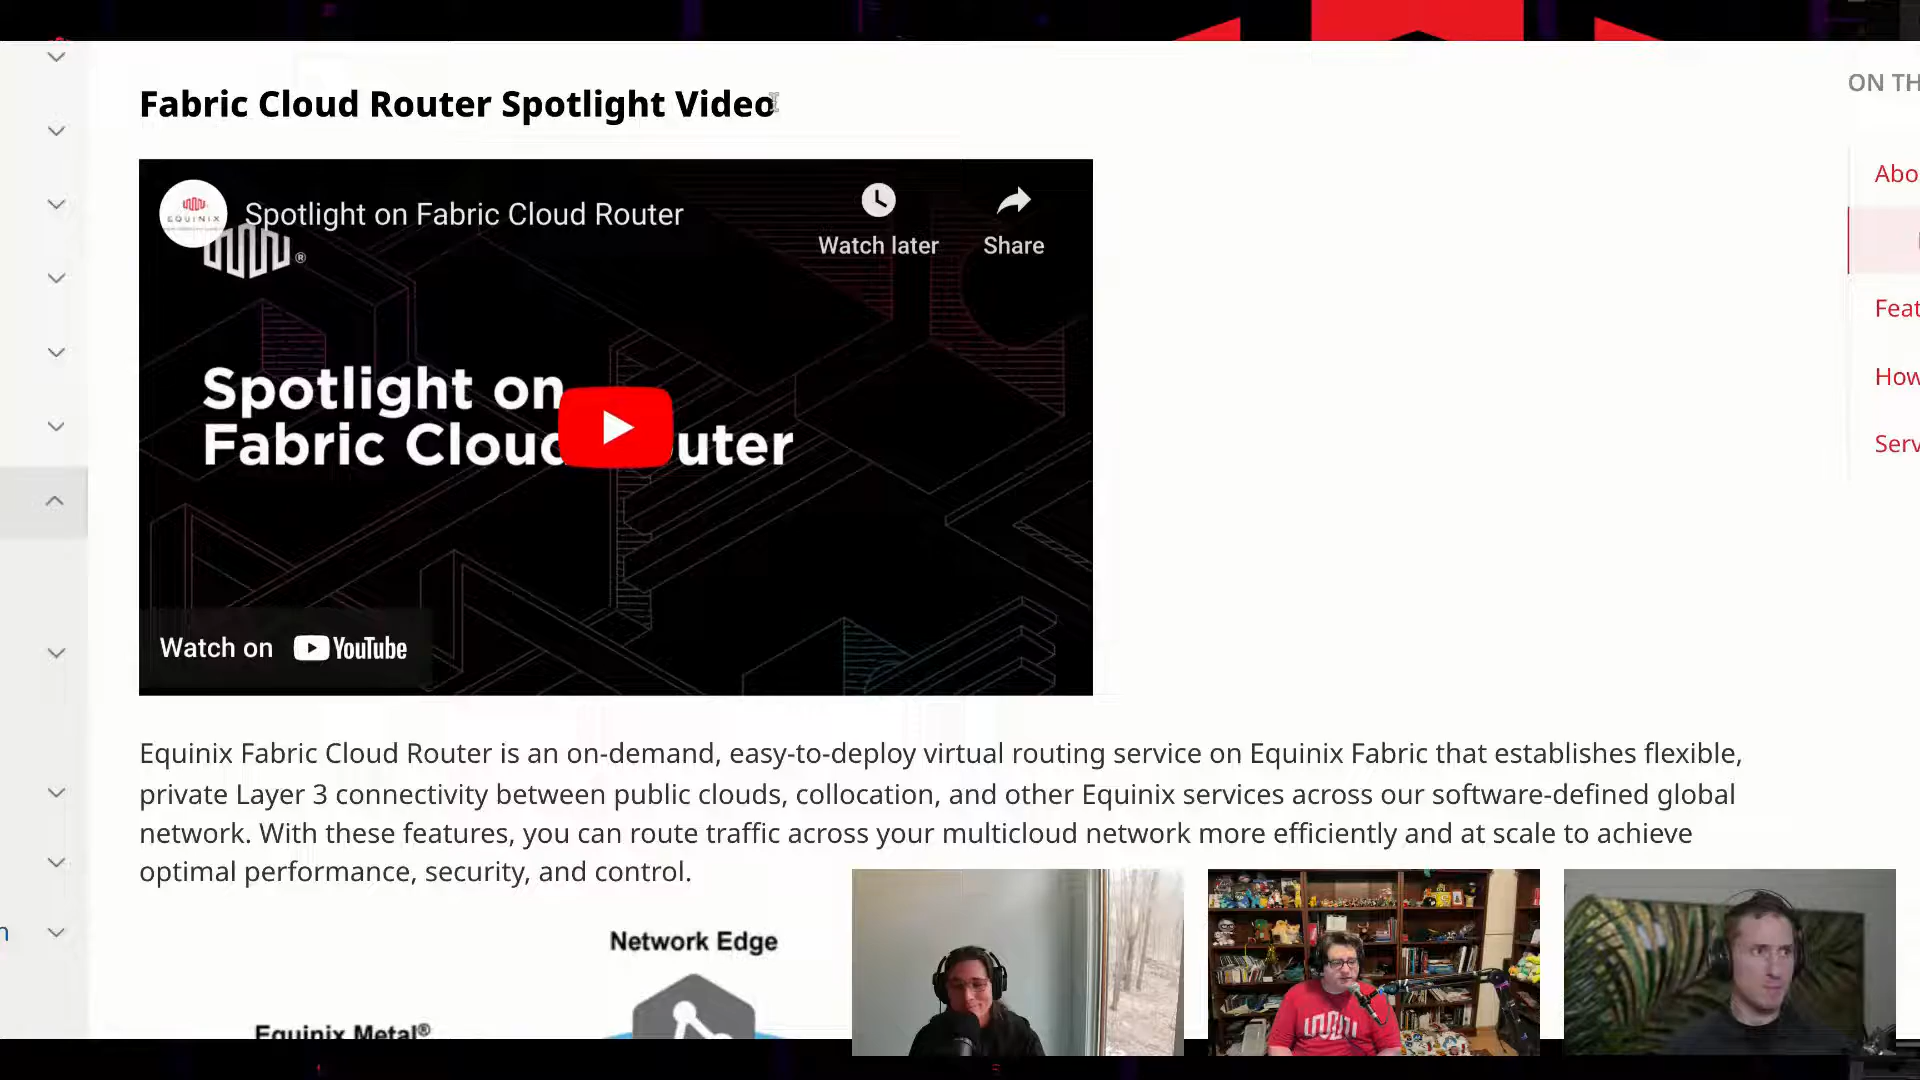 Fabric Cloud Router Spotlight Video
ON TH
EQUINIX
Spotlight on Fabric Cloud Router
Watch later
Share
®
Abo
Feat
How
Serv
Spotlight on
Fabric Cloud
uter
Watch on YouTube
Equinix Fabric Cloud Router is an on-demand, easy-to-deploy virtual routing service on Equinix Fabric that establishes flexible,
private Layer 3 connectivity between public clouds, collocation, and other Equinix services across our software-defined global
network. With these features, you can route traffic across your multicloud network more efficiently and at scale to achieve
optimal performance, security, and control.
n
Network Edge
Equinix Metal®